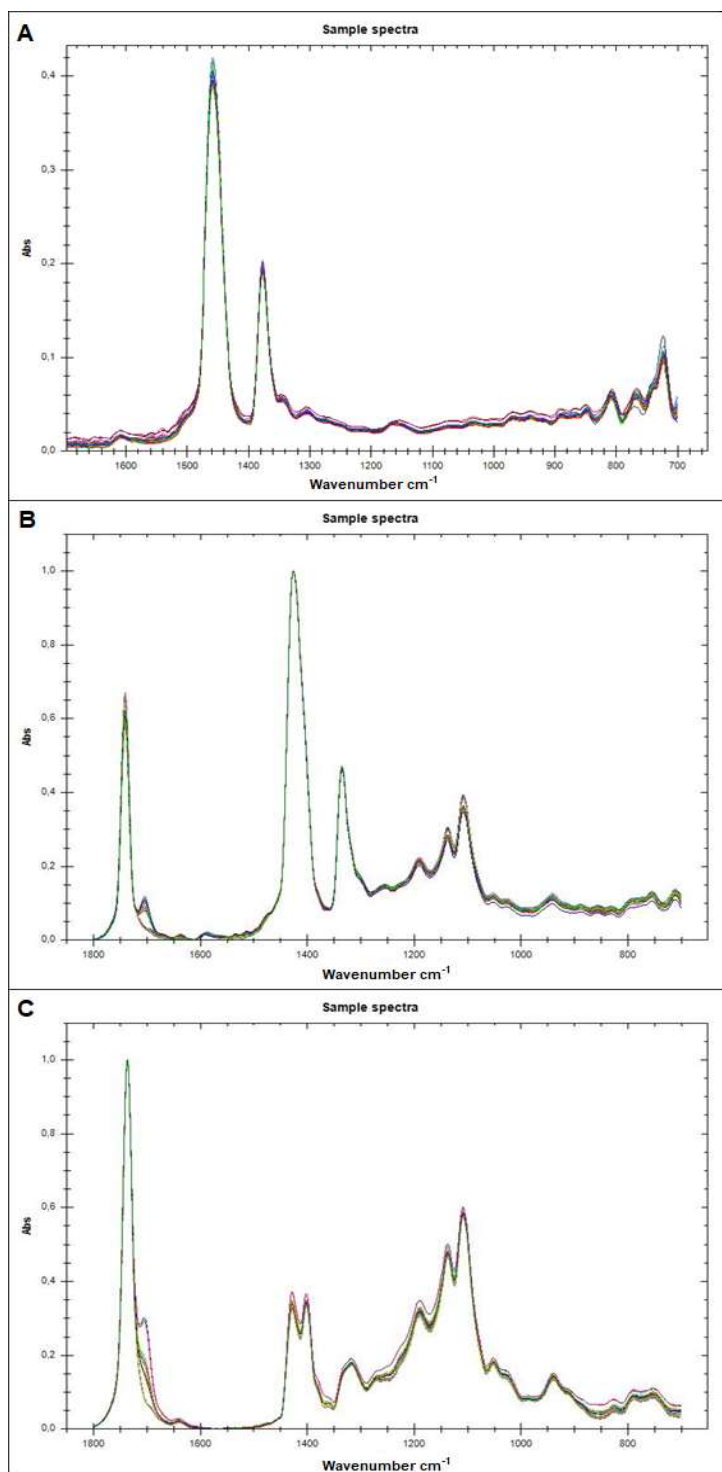 A
Sample spectra
0,4
0,3
0,2
0,1
0,0
Abs
1600 1500 1400 1300 1200 1100 1000 900 800 700
Wavenumber cm⁻¹
B
Sample spectra
1,0
0,8
0,6
0,4
0,2
0,0
Abs
1800 1600 1400 1200 1000 800
Wavenumber cm⁻¹
C
Sample spectra
1,0
0,8
0,6
0,4
0,2
0,0
Abs
1800 1600 1400 1200 1000 800
Wavenumber cm⁻¹